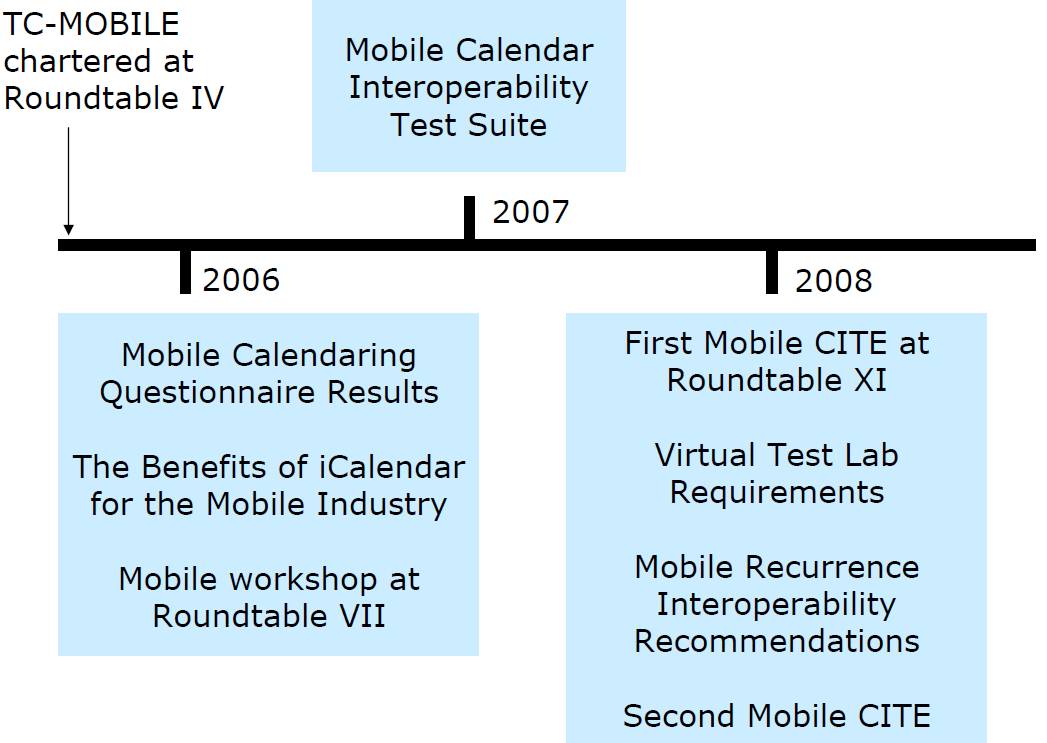 TC-MOBILE
chartered at
Roundtable IV
Mobile Calendar
Interoperability
Test Suite
2007
2006
2008
Mobile Calendaring
Questionnaire Results
The Benefits of iCalendar
for the Mobile Industry
Mobile workshop at
Roundtable VII
First Mobile CITE at
Roundtable XI
Virtual Test Lab
Requirements
Mobile Recurrence
Interoperability
Recommendations
Second Mobile CITE